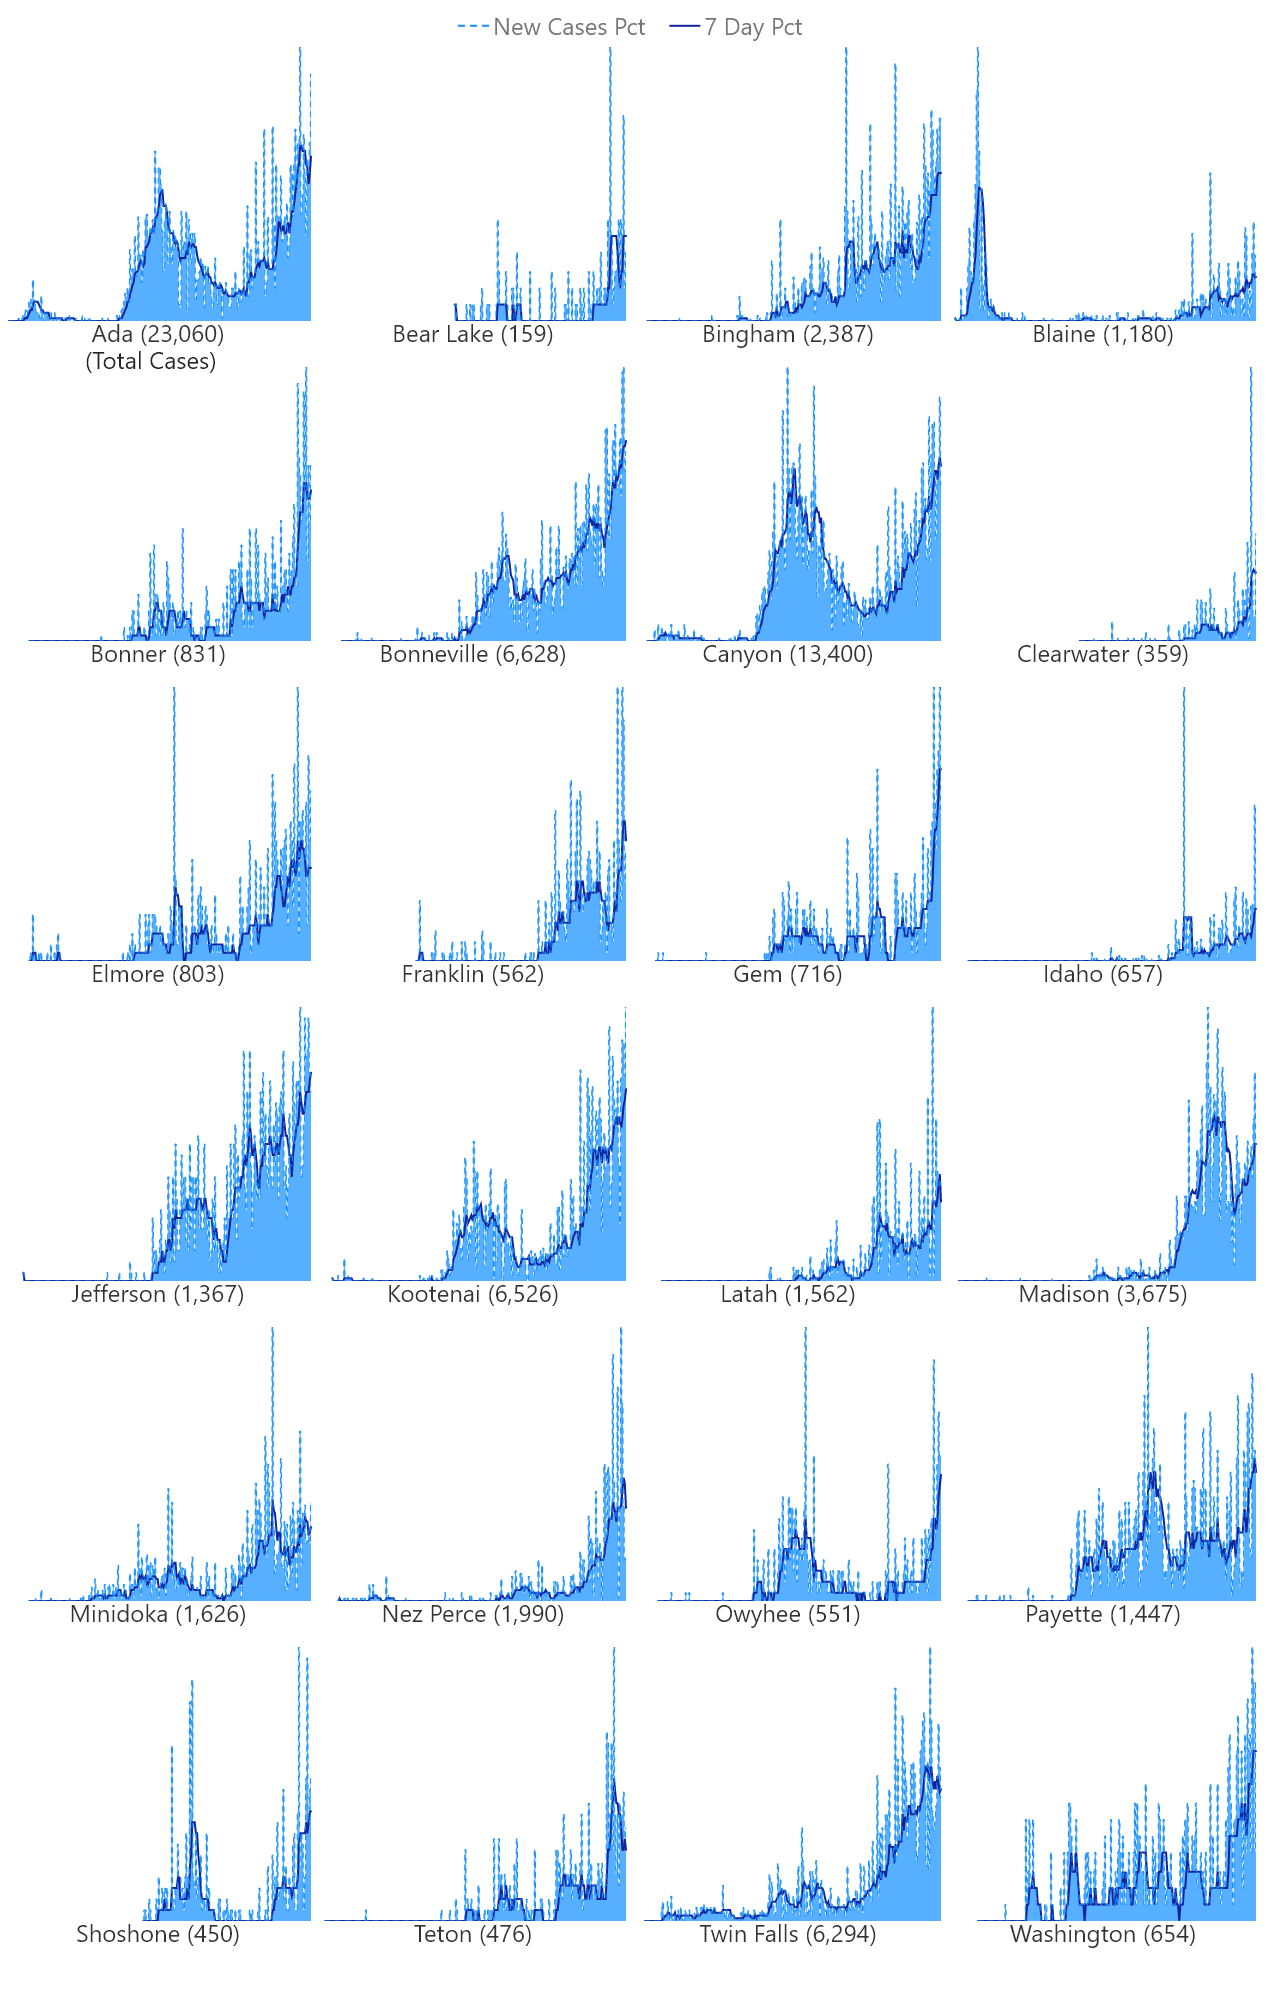 New Cases Pct 7 Day Pct
Ada (23,060) Bear Lake (159) Bingham (2,387) Blaine (1,180)
(Total Cases)
Bonner (831) Bonneville (6,628) Canyon (13,400) Clearwater (359)
Elmore (803) Franklin (562) Gem (716) Idaho (657)
Jefferson (1,367) Kootenai (6,526) Latah (1,562) Madison (3,675)
Minidoka (1,626) Nez Perce (1,990) Owyhee (551) Payette (1,447)
Shoshone (450) Teton (476) Twin Falls (6,294) Washington (654)